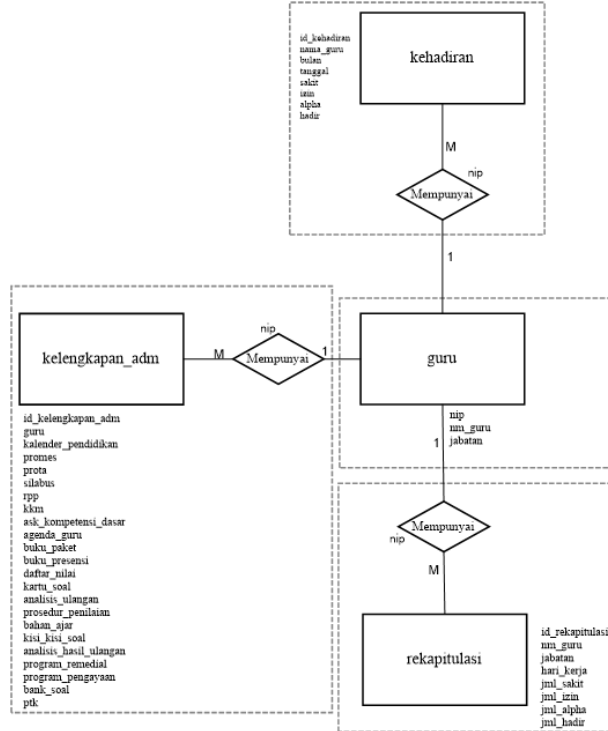 id_kehadiran
nama_guru
bulan
tanggal
sakit
izin
alpha
hadir
kehadiran
M
nip
Mempunyai
1
kelengkapan_adm
M
nip
Mempunyai
1
guru
nip
nm_guru
jabatan
1
id_kelengkapan_adm
guru
kalender_pendidikan
promes
prota
silabus
rpp
kkm
ask_kompetensi_dasar
agenda_guru
buku_paket
buku_presensi
daftar_nilai
kartu_soal
analisis_ulangan
prosedur_penilaian
bahan_ajar
kisi_kisi_soal
analisis_hasil_ulangan
program_remedial
program_pengayaan
bank_soal
ptk
Mempunyai
nip
M
rekapitulasi
id_rekapitulasi
nm_guru
jabatan
hari_kerja
jml_sakit
jml_izin
jml_alpha
jml_hadir